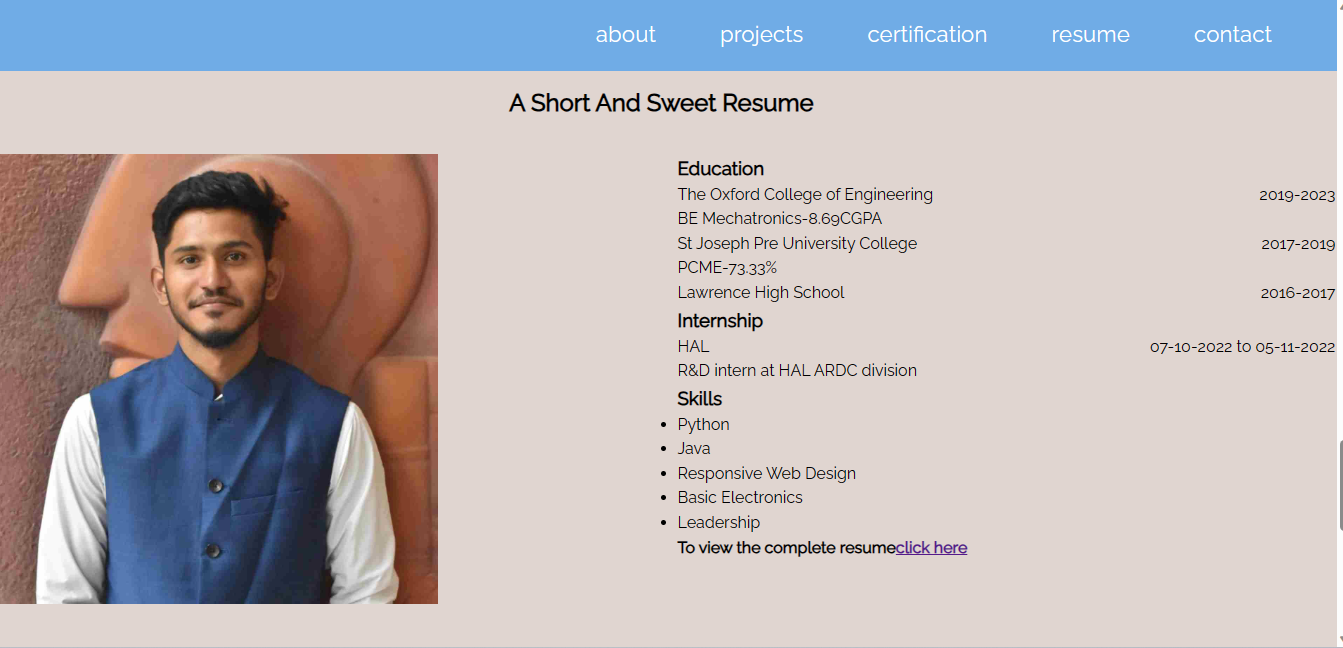 about projects certification resume contact
A Short And Sweet Resume
Education
The Oxford College of Engineering 2019-2023
BE Mechatronics-8.69CGPA
St Joseph Pre University College 2017-2019
PCME-73.33%
Lawrence High School 2016-2017
Internship
HAL 07-10-2022 to 05-11-2022
R&D intern at HAL ARDC division
Skills
• Python
• Java
• Responsive Web Design
• Basic Electronics
• Leadership
To view the complete resumeclick here